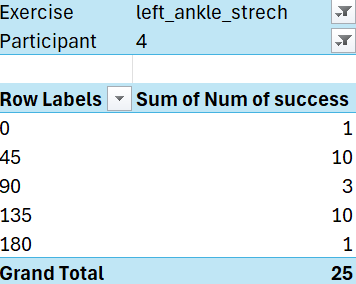 Exercise left_ankle_strech
Participant 4
Row Labels Sum of Num of success
0 1
45 10
90 3
135 10
180 1
Grand Total 25